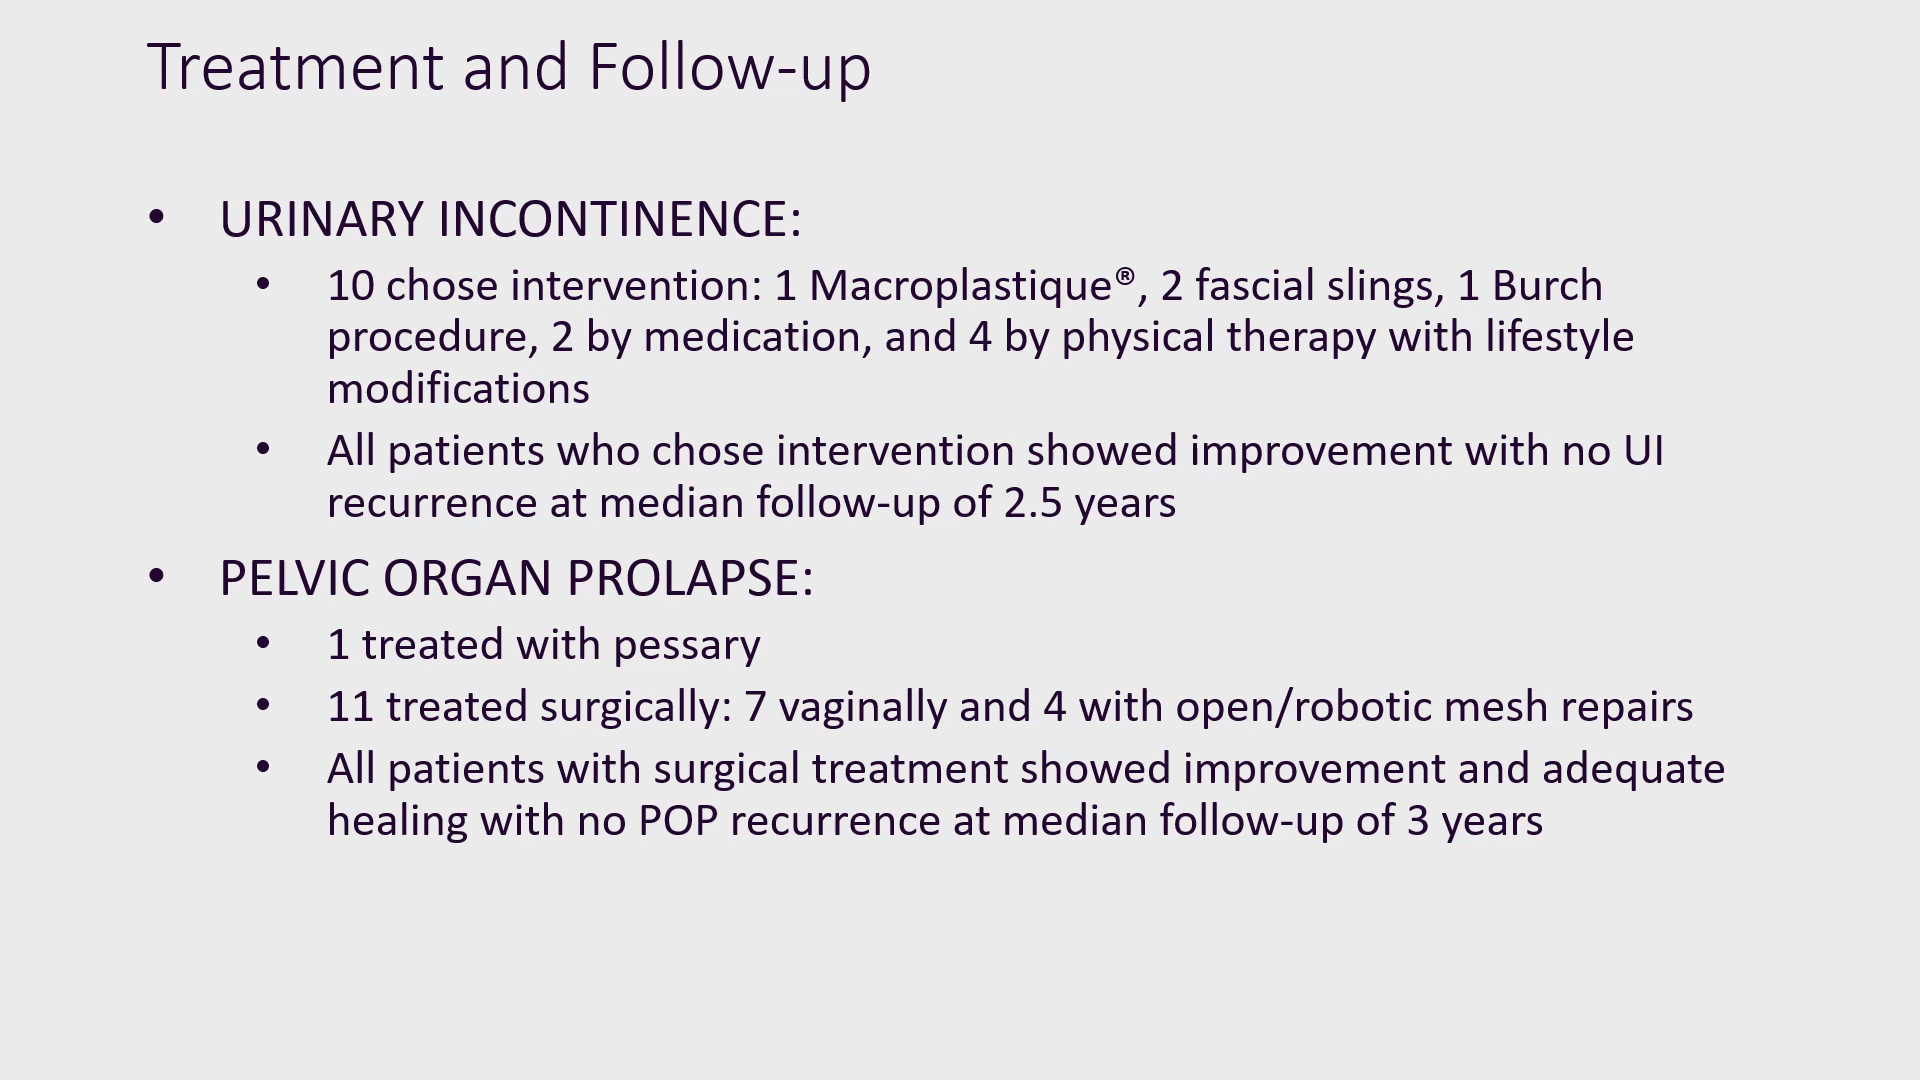 Treatment and Follow-up
• URINARY INCONTINENCE:
• 10 chose intervention: 1 Macroplastique®, 2 fascial slings, 1 Burch
procedure, 2 by medication, and 4 by physical therapy with lifestyle
modifications
• All patients who chose intervention showed improvement with no UI
recurrence at median follow-up of 2.5 years
• PELVIC ORGAN PROLAPSE:
• 1 treated with pessary
• 11 treated surgically: 7 vaginally and 4 with open/robotic mesh repairs
• All patients with surgical treatment showed improvement and adequate
healing with no POP recurrence at median follow-up of 3 years